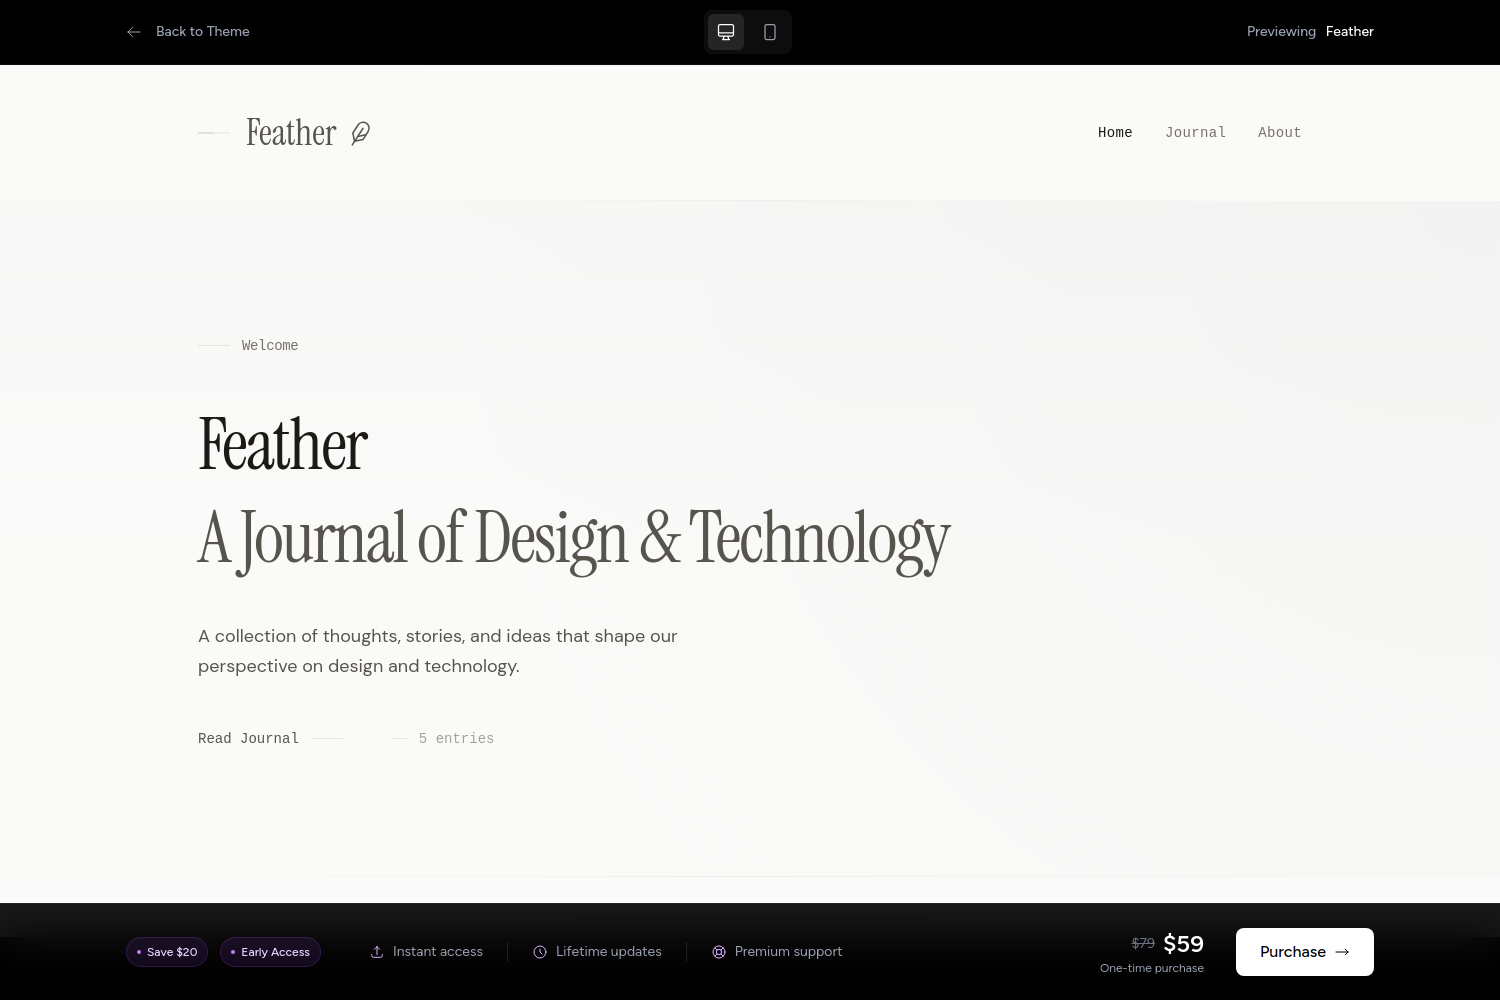 Back to Theme
Previewing Feather
Feather
Home Journal About
Welcome
Feather
A Journal of Design & Technology
A collection of thoughts, stories, and ideas that shape our
perspective on design and technology.
Read Journal
5 entries
Save $20
Early Access
Instant access
Lifetime updates
Premium support
$79 $59
One-time purchase
Purchase